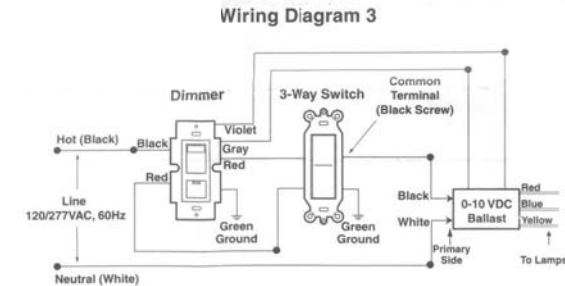 Wiring Diagram 3
Common
Terminal
(Black Screw)
Dimmer
3-Way Switch
Violet
Hot (Black)
Black
Gray
Red
Red
Line
120/277VAC, 60Hz
Green
Ground
Green
Ground
Black
White
0-10 VDC
Ballast
Red
Blue
Yellow
Primary
Side
To Lamps
Neutral (White)